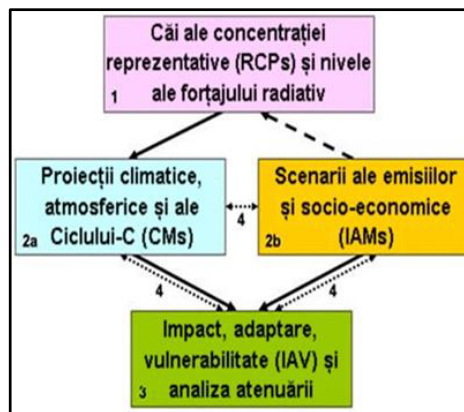 Căi ale concentrației
reprezentative (RCPs) și nivele
ale forțajului radiativ
1
Proiecții climatice,
atmosferice și ale
Ciclului-C (CMs)
2a
4
Scenarii ale emisiilor
și socio-economice
(IAMs)
2b
4
4
Impact, adaptare,
vulnerabilitate (IAV) și
analiza atenuării
3